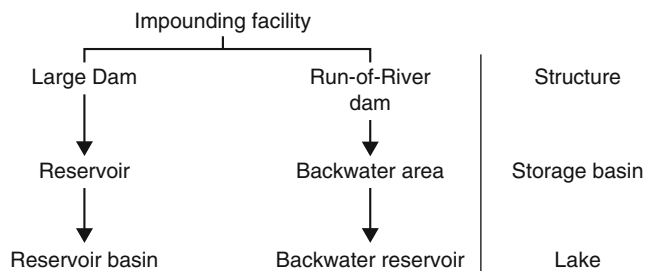 Impounding facility
Large Dam
Run-of-River
dam
Structure
Reservoir
Backwater area
Storage basin
Reservoir basin
Backwater reservoir
Lake